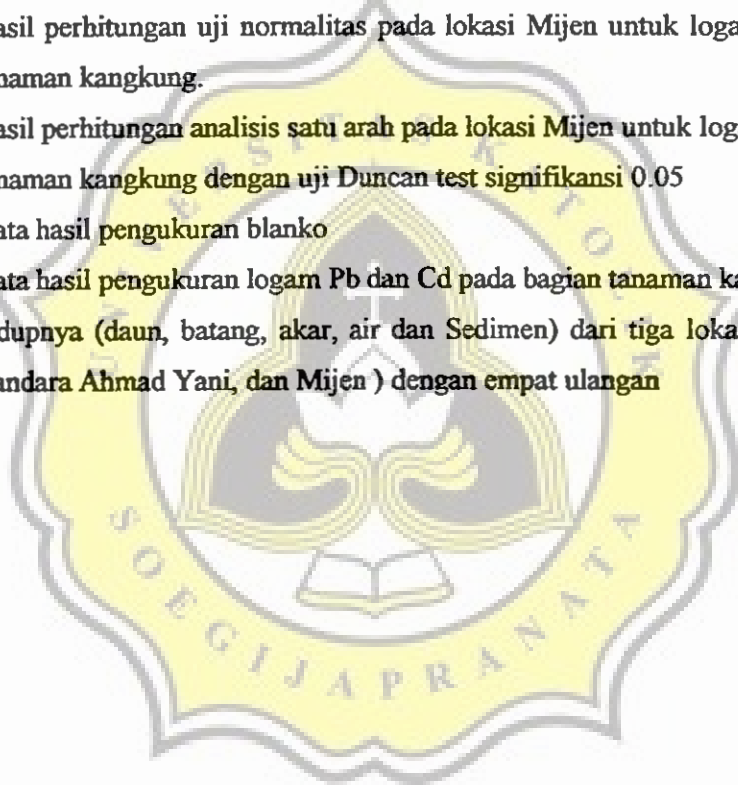 asil perhitungan uji normalitas pada lokasi Mijen untuk loga
naman kangkung.
asil perhitungan analisis satu arah pada lokasi Mijen untuk log
naman kangkung dengan uji Duncan test signifikansi 0.05
ata hasil pengukuran blanko
ata hasil pengukuran logam Pb dan Cd pada bagian tanaman ka
dupnya (daun, batang, akar, air dan Sedimen) dari tiga loka
andara Ahmad Yani, dan Mijen ) dengan empat ulangan
UNIVERSITAS KATOLIK
SOEGIJAPRANATA